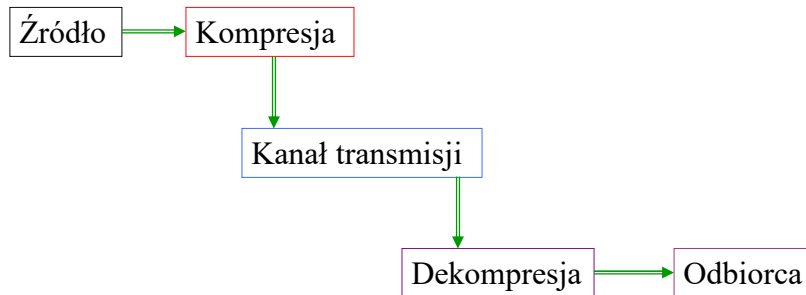 Źródło
Kompresja
Kanał transmisji
Dekompresja
Odbiorca